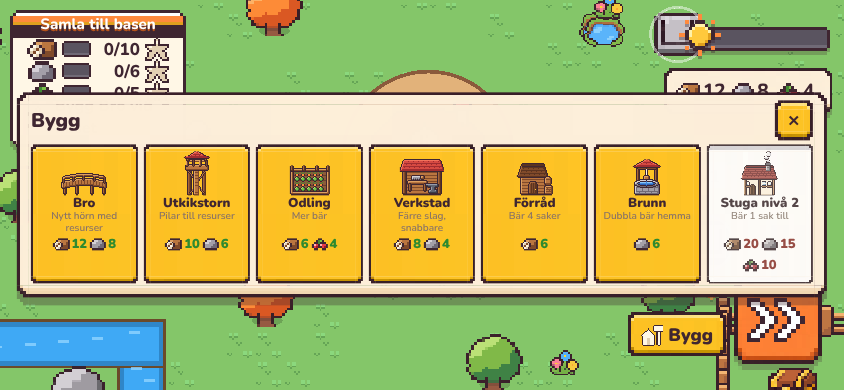 Samla till basen
0/10
0/6
0/5
12 8 4
Bygg
×
Bro
Nytt hörn med
resurser
12 8
Utkikstorn
Pilar till resurser
10 6
Odling
Mer bär
6 4
Verkstad
Färre slag,
snabbare
8 4
Förråd
Bär 4 saker
6
Brunn
Dubbla bär hemma
6
Stuga nivå 2
Bär 1 sak till
20 15
10
Bygg